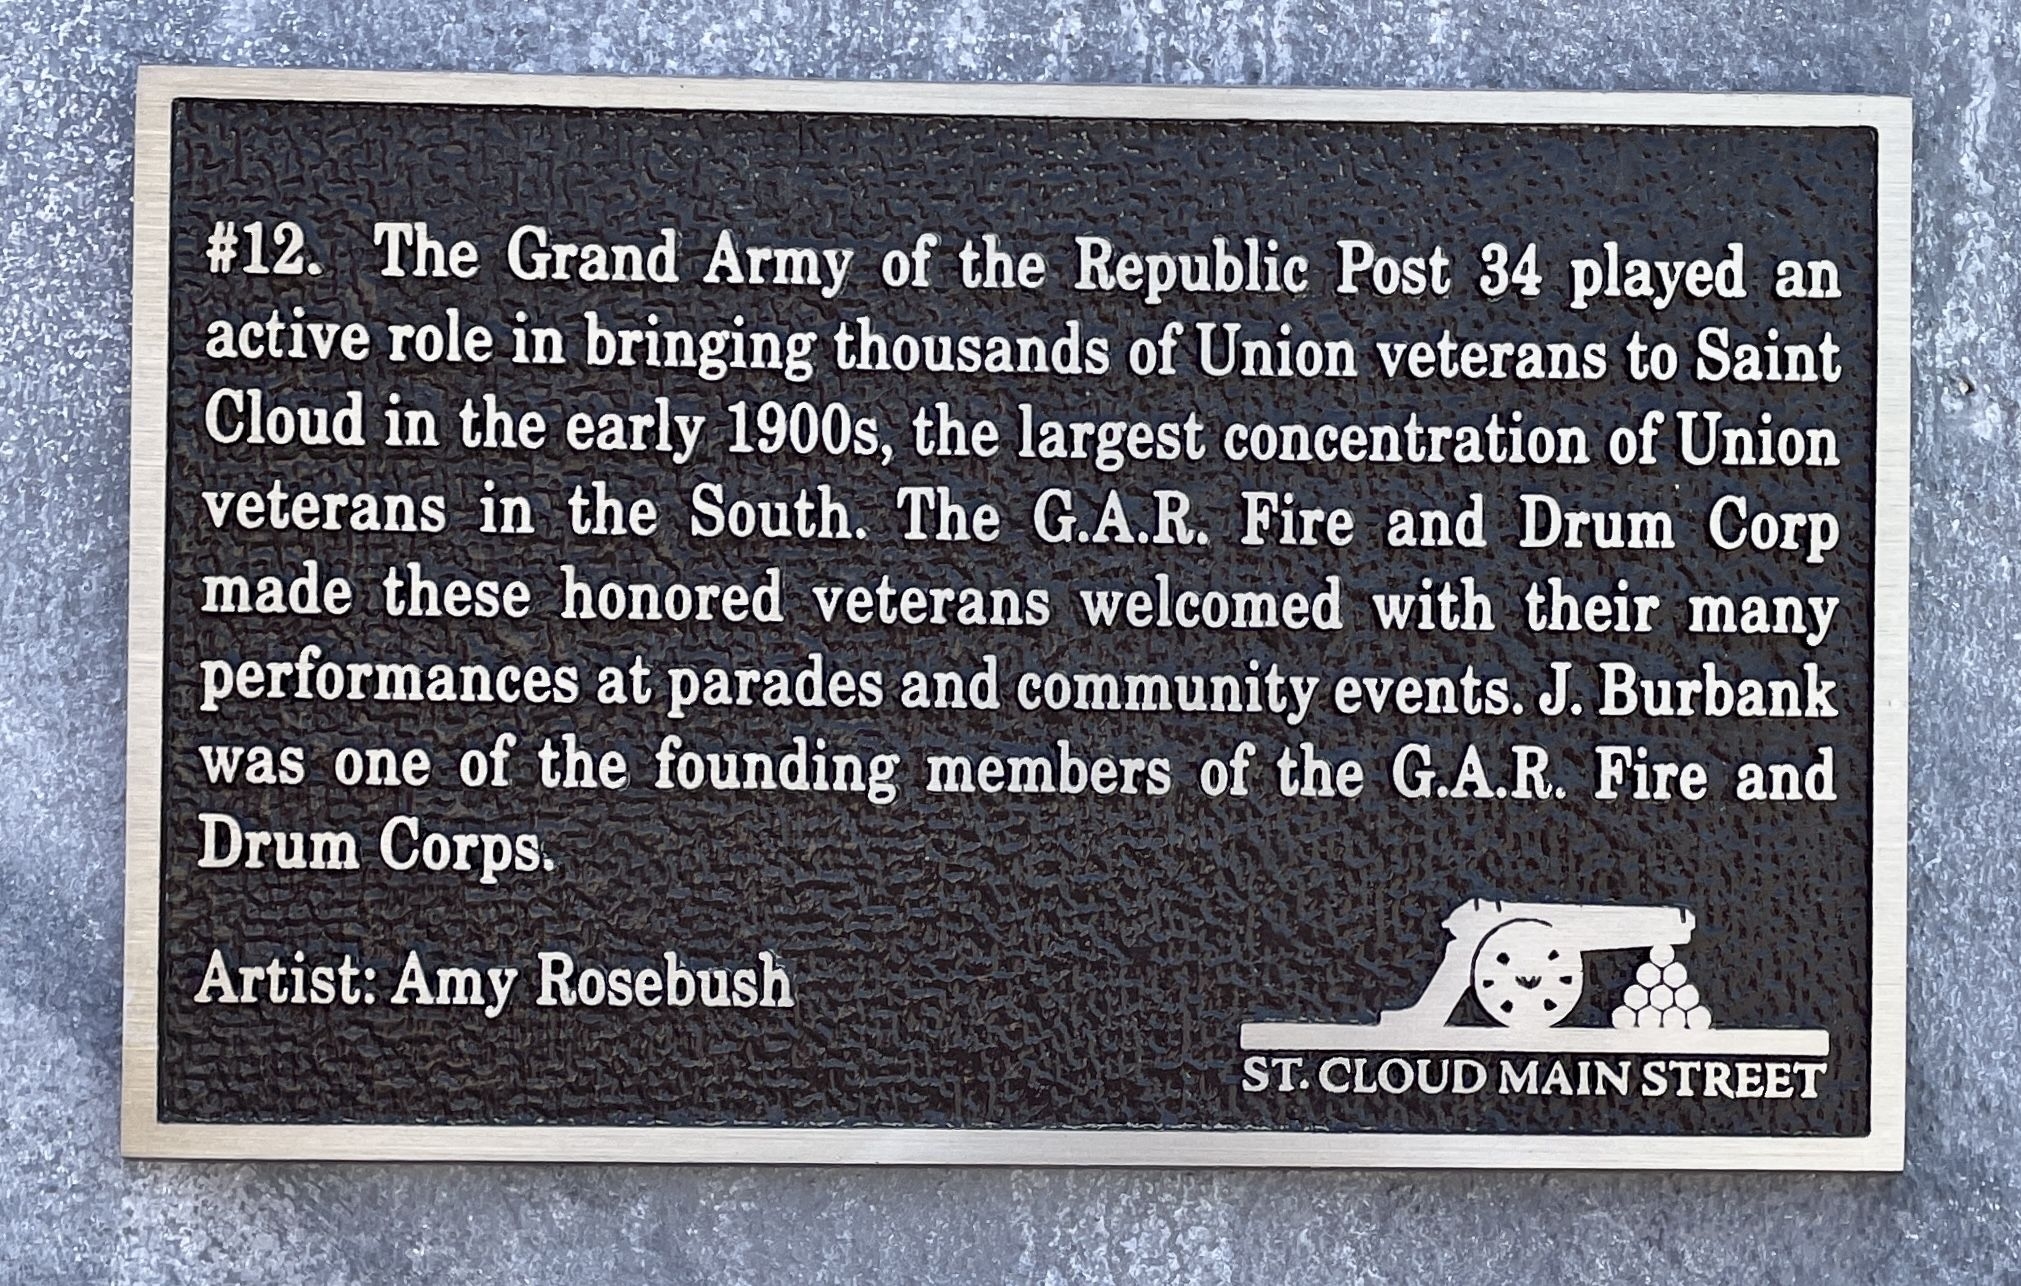 #12. The Grand Army of the Republic Post 34 played an
active role in bringing thousands of Union veterans to Saint
Cloud in the early 1900s, the largest concentration of Union
veterans in the South. The G.A.R. Fire and Drum Corp
made these honored veterans welcomed with their many
performances at parades and community events. J. Burbank
was one of the founding members of the G.A.R. Fire and
Drum Corps.
Artist: Amy Rosebush
ST. CLOUD MAIN STREET